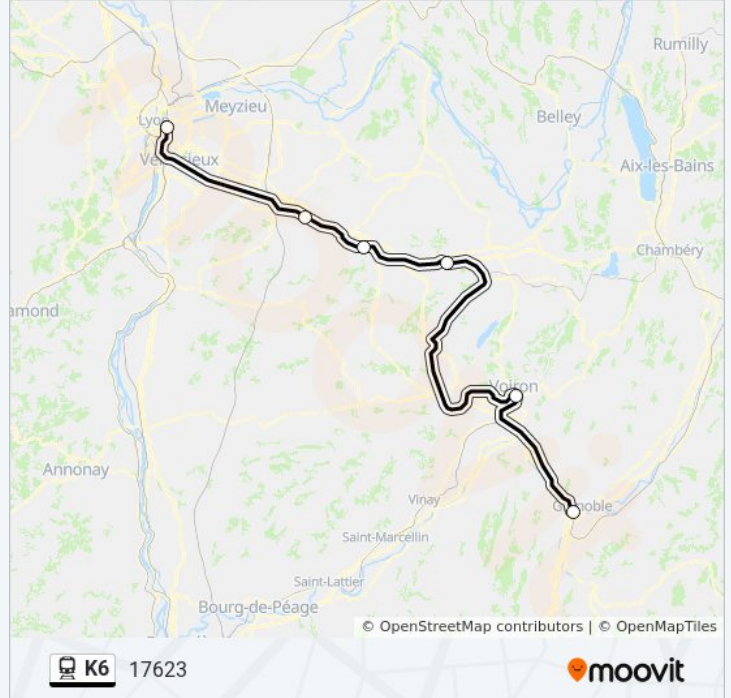 Rumilly
Meyzieu
Lyon
Belley
Vénissieux
Aix-les-Bains
Chambéry
amond
Voiron
Annonay
Vinay
Grenoble
Saint-Marcellin
Saint-Lattier
Bourg-de-Péage
© OpenStreetMap contributors | © OpenMapTiles
K6 17623
moovit